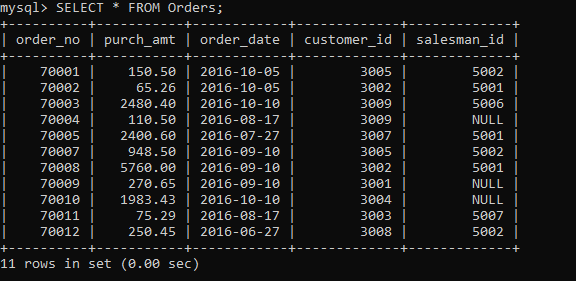 mysql> SELECT * FROM Orders;
+----------+-----------+------------+-------------+-------------+
| order_no | purch_amt | order_date | customer_id | salesman_id |
+----------+-----------+------------+-------------+-------------+
|    70001 |    150.50 | 2016-10-05 |        3005 |        5002 |
|    70002 |     65.26 | 2016-10-05 |        3002 |        5001 |
|    70003 |   2480.40 | 2016-10-10 |        3009 |        5006 |
|    70004 |    110.50 | 2016-08-17 |        3009 |        NULL |
|    70005 |   2400.60 | 2016-07-27 |        3007 |        5001 |
|    70007 |    948.50 | 2016-09-10 |        3005 |        5002 |
|    70008 |   5760.00 | 2016-09-10 |        3002 |        5001 |
|    70009 |    270.65 | 2016-09-10 |        3001 |        NULL |
|    70010 |   1983.43 | 2016-10-10 |        3004 |        NULL |
|    70011 |     75.29 | 2016-08-17 |        3003 |        5007 |
|    70012 |    250.45 | 2016-06-27 |        3008 |        5002 |
+----------+-----------+------------+-------------+-------------+
11 rows in set (0.00 sec)